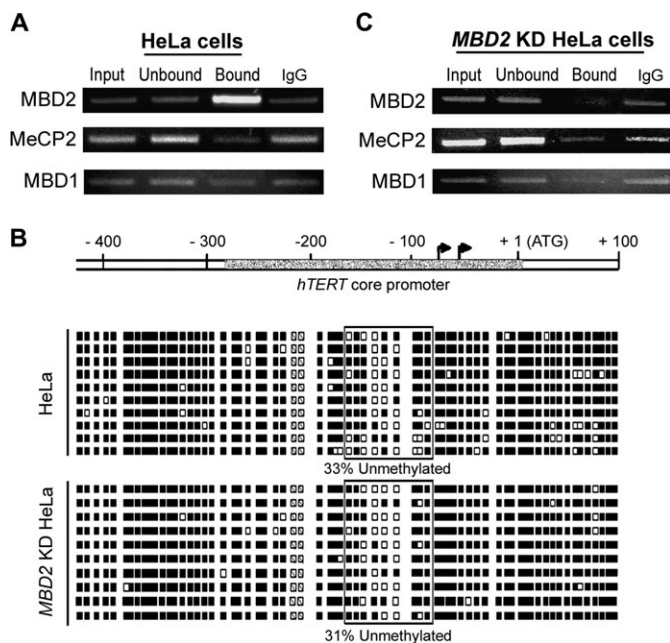 A
HeLa cells
Input Unbound Bound IgG
MBD2
MeCP2
MBD1
C
MBD2 KD HeLa cells
Input Unbound Bound IgG
MBD2
MeCP2
MBD1
B
- 400 - 300 -200 - 100 + 1 (ATG) + 100
hTERT core promoter
HeLa
33% Unmethylated
MBD2 KD HeLa
31% Unmethylated